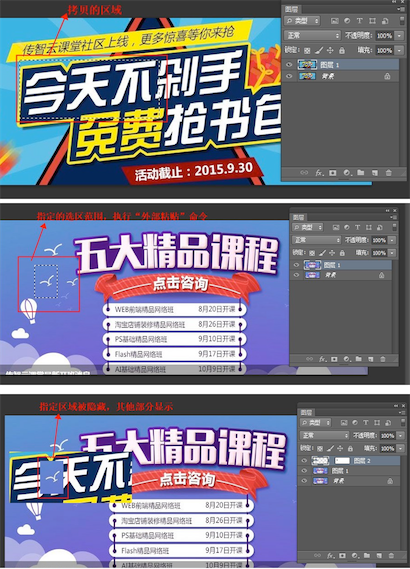 拷贝的区域
传智云课堂社区上线，更多惊喜等你来抢
今天不剁手
免费抢书包
活动截止：2015.9.30
图层
类型
正常
不透明度：100%
锁定：
填充：100%
图层 1
背景
指定的选区范围，执行“外部粘贴”命令
五大精品课程
点击咨询
WEB前端精品网络班 8月20日开课
淘宝店铺装修精品网络班 8月26日开课
PS基础精品网络班 9月10日开课
Flash精品网络班 9月17日开课
AI基础精品网络班 10月9日开课
图层
类型
正常
不透明度：100%
锁定：
填充：100%
图层 1
背景
指定区域被隐藏，其他部分显示
五大精品课程
今天不
点击咨询
WEB前端精品网络班 8月20日开课
淘宝店铺装修精品网络班 8月26日开课
PS基础精品网络班 9月10日开课
Flash精品网络班 9月17日开课
AI基础精品网络班 10月9日开课
图层
类型
正常
不透明度：100%
锁定：
填充：100%
图层 2
图层 1
背景